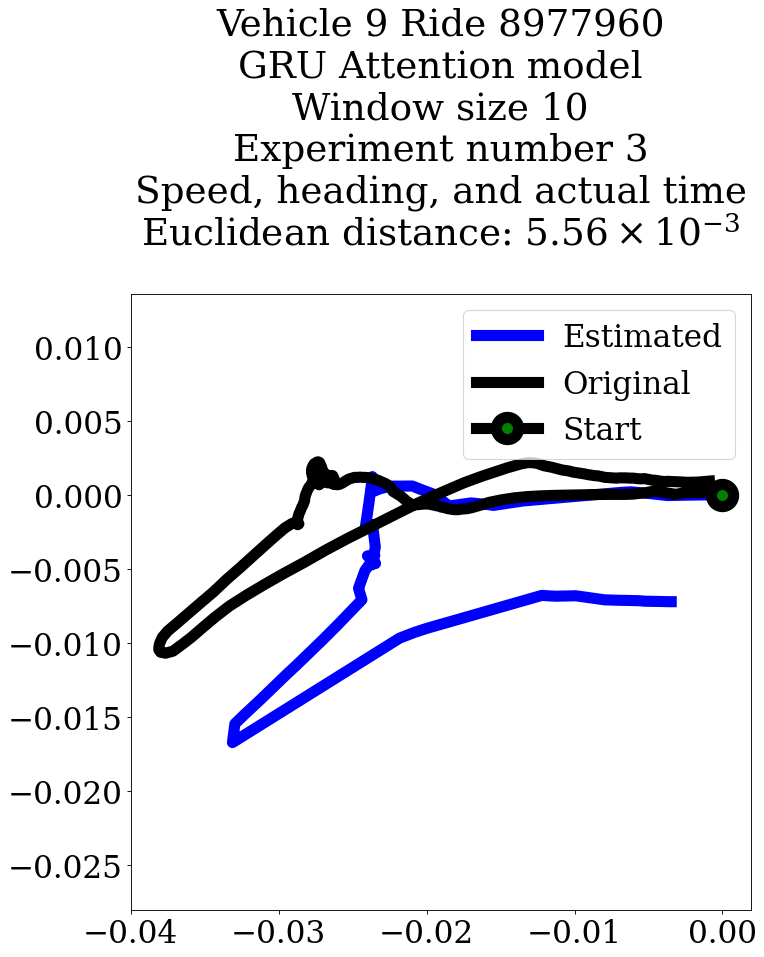 Vehicle 9 Ride 8977960
GRU Attention model
Window size 10
Experiment number 3
Speed, heading, and actual time
Euclidean distance: 5.56 × 10⁻³
Estimated
Original
Start
0.010
0.005
0.000
−0.005
−0.010
−0.015
−0.020
−0.025
−0.04
−0.03
−0.02
−0.01
0.00